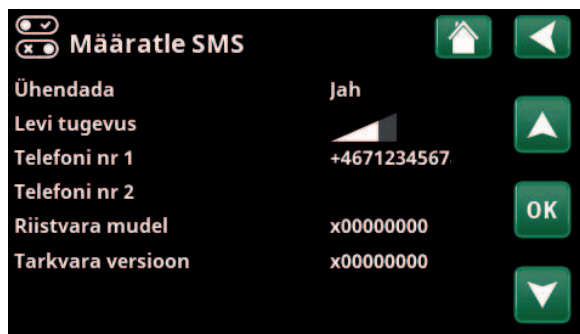 Määratle SMS
Ühendada Jah
Levi tugevus
Telefoni nr 1 +4671234567
Telefoni nr 2
OK
Riistvara mudel x00000000
Tarkvara versioon x00000000